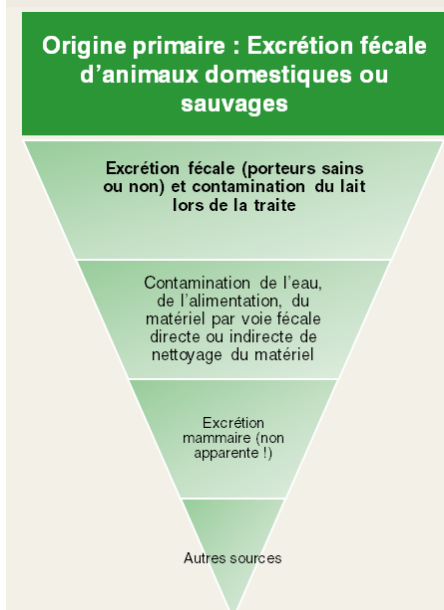 Origine primaire : Excrétion fécale
d’animaux domestiques ou
sauvages
Excrétion fécale (porteurs sains
ou non) et contamination du lait
lors de la traite
Contamination de l’eau,
de l’alimentation, du
matériel par voie fécale
directe ou indirecte de
nettoyage du matériel
Excrétion
mammaire (non
apparente !)
Autres sources